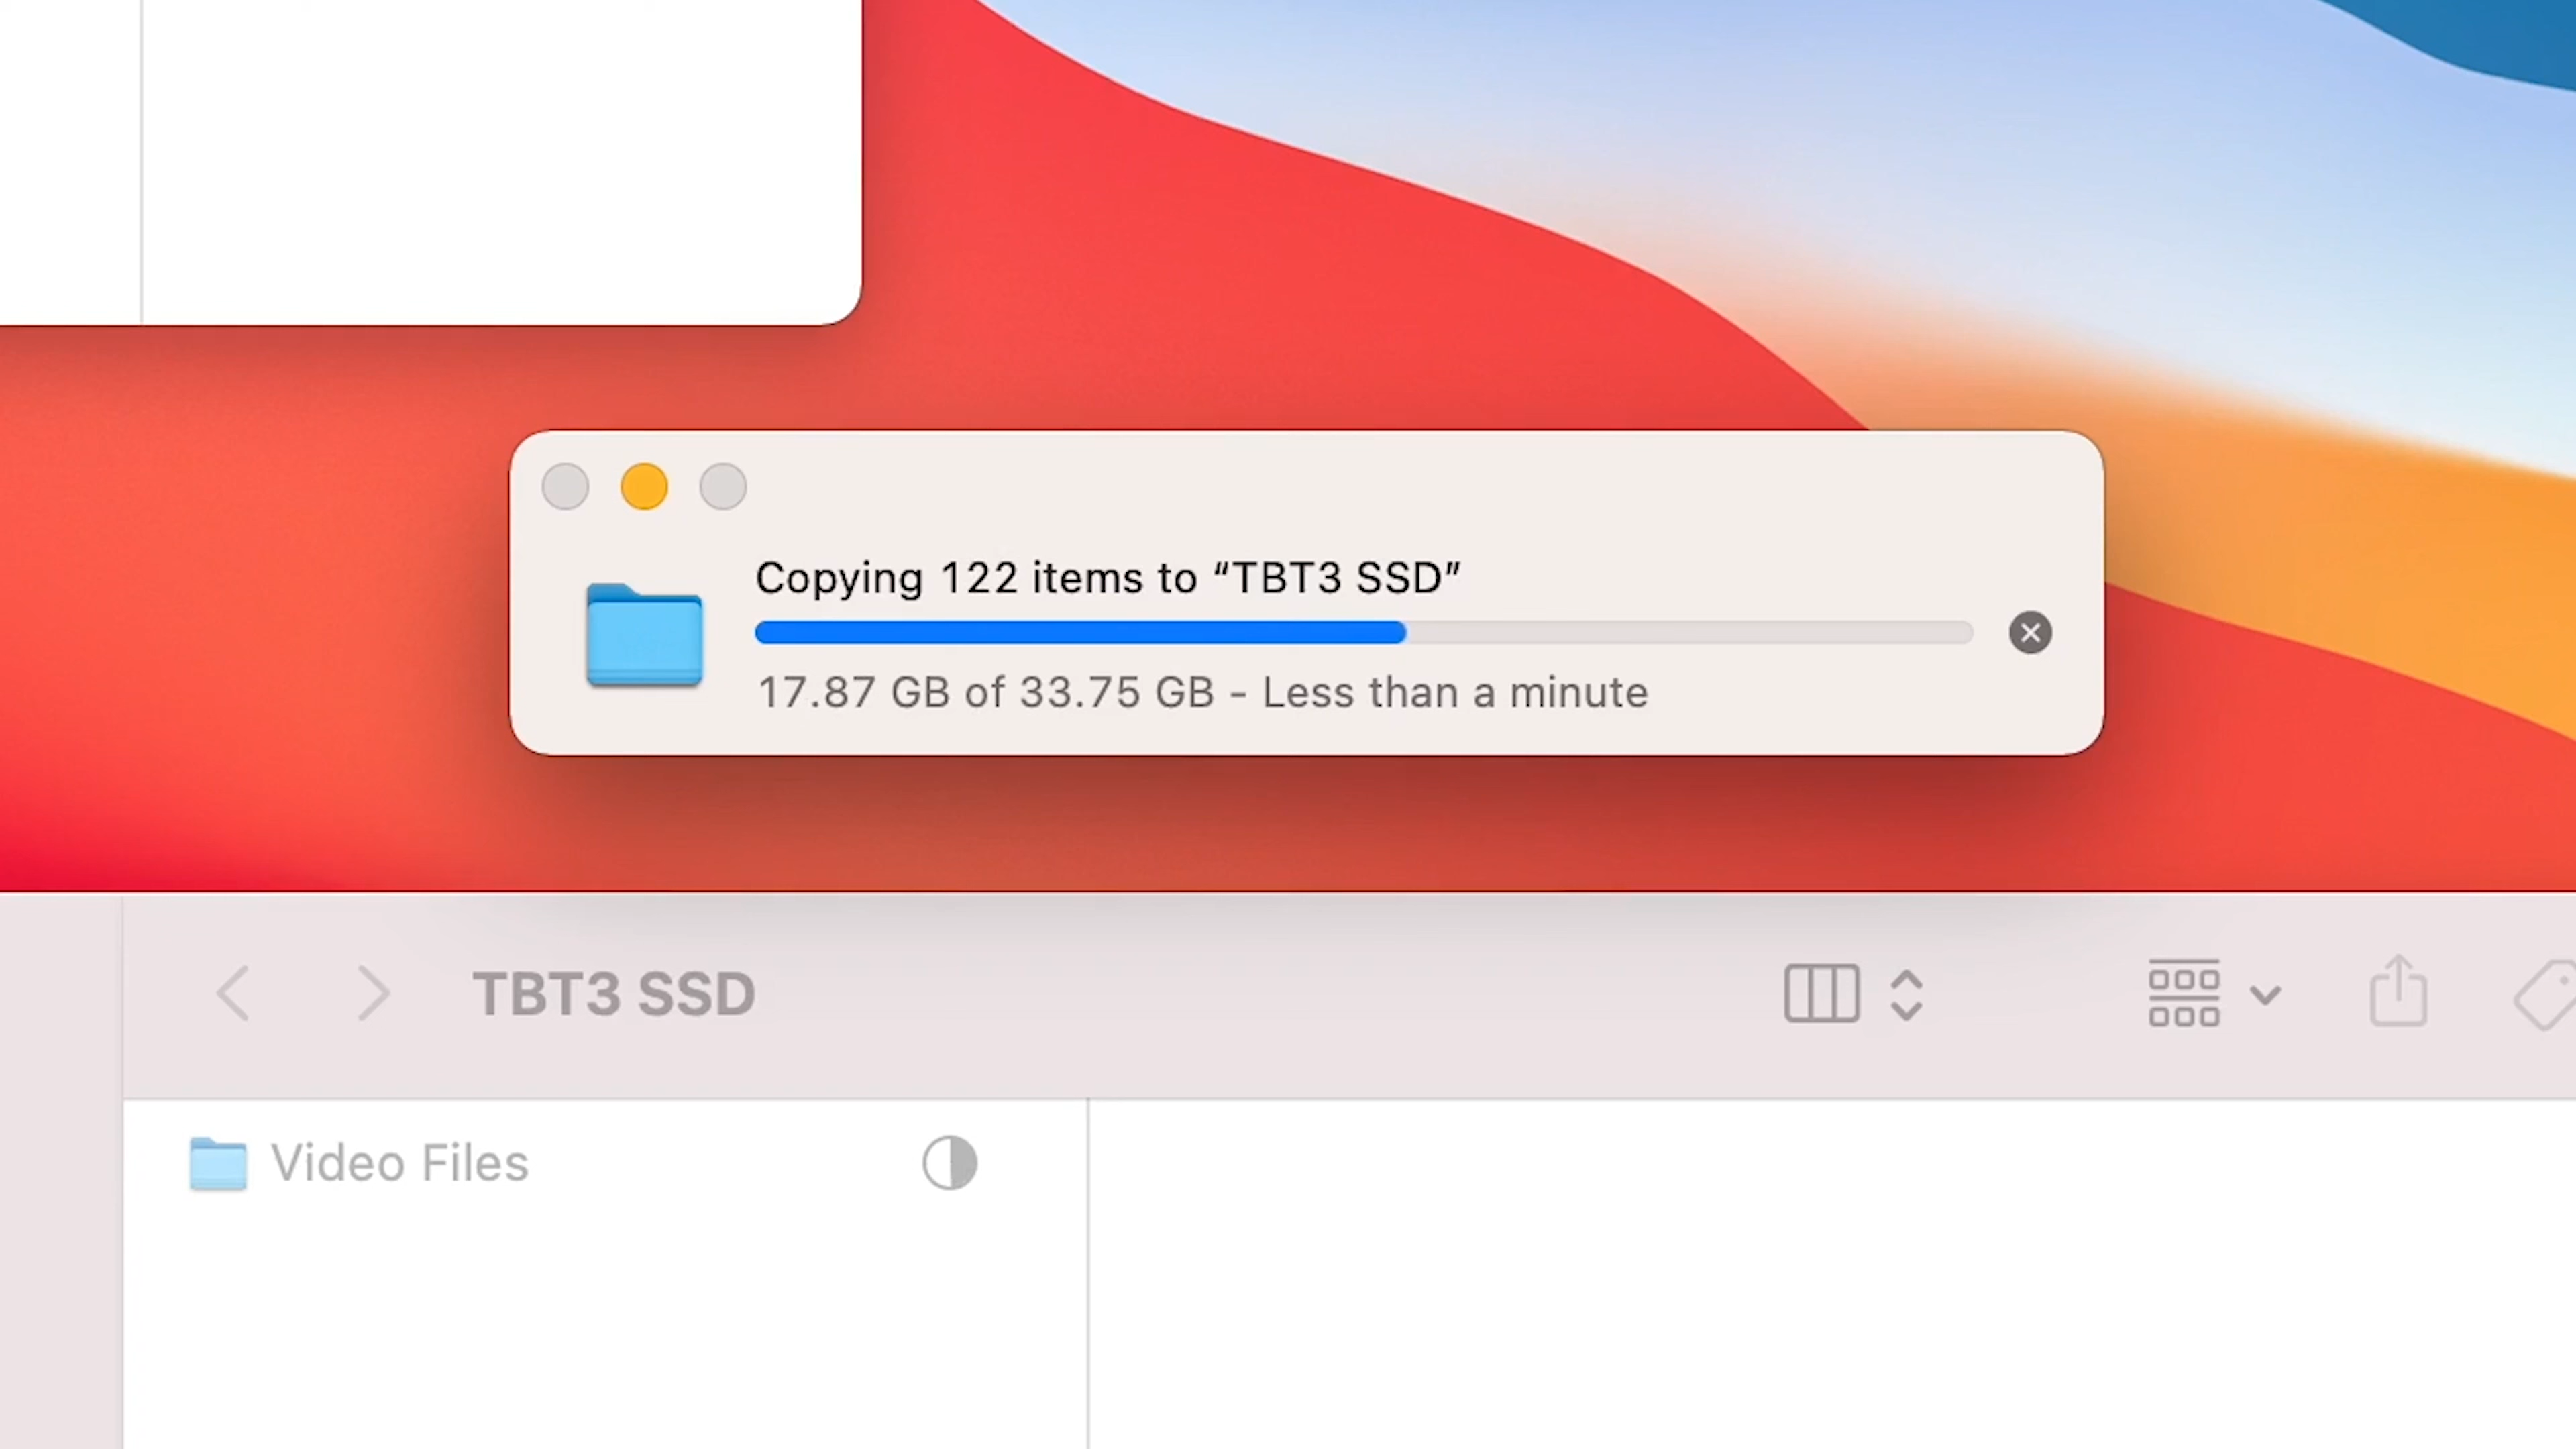 Copying 122 items to “TBT3 SSD”
17.87 GB of 33.75 GB - Less than a minute
TBT3 SSD
Video Files